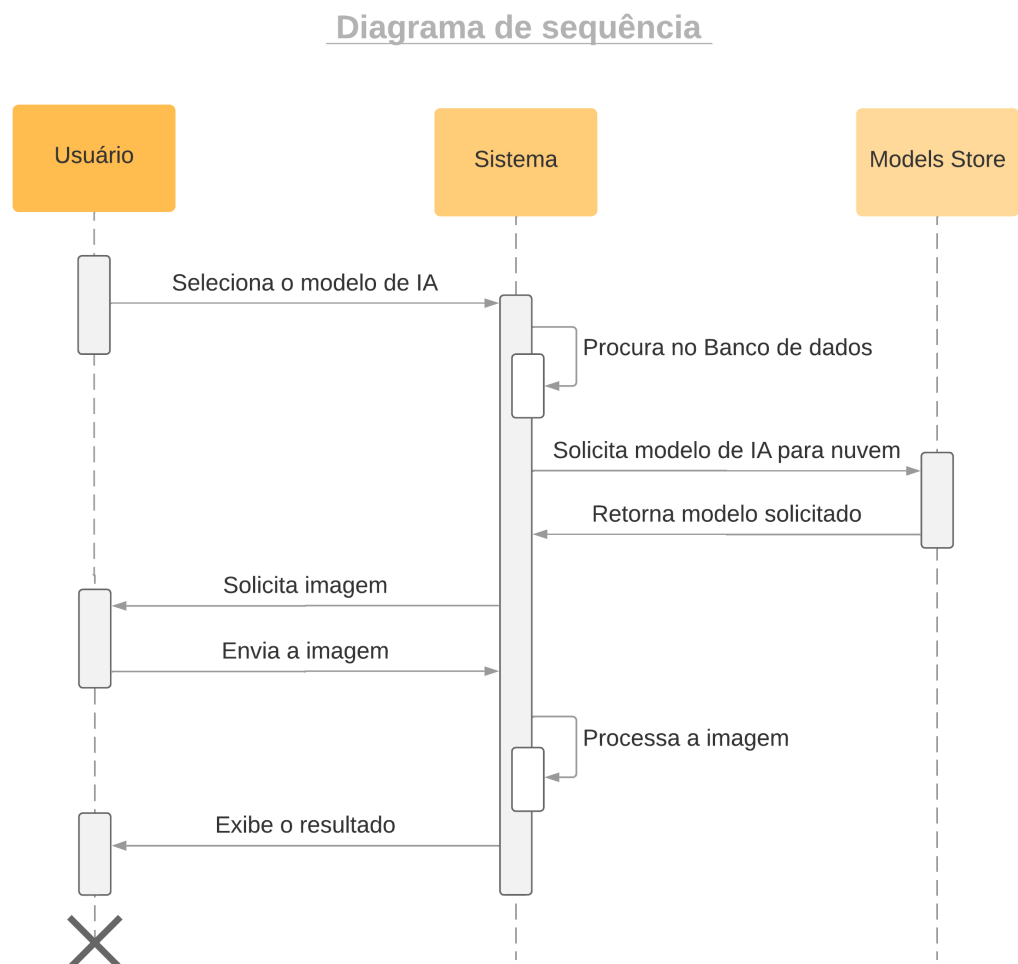 Diagrama de sequência
Usuário
Sistema
Models Store
Seleciona o modelo de IA
Procura no Banco de dados
Solicita modelo de IA para nuvem
Retorna modelo solicitado
Solicita imagem
Envia a imagem
Processa a imagem
Exibe o resultado